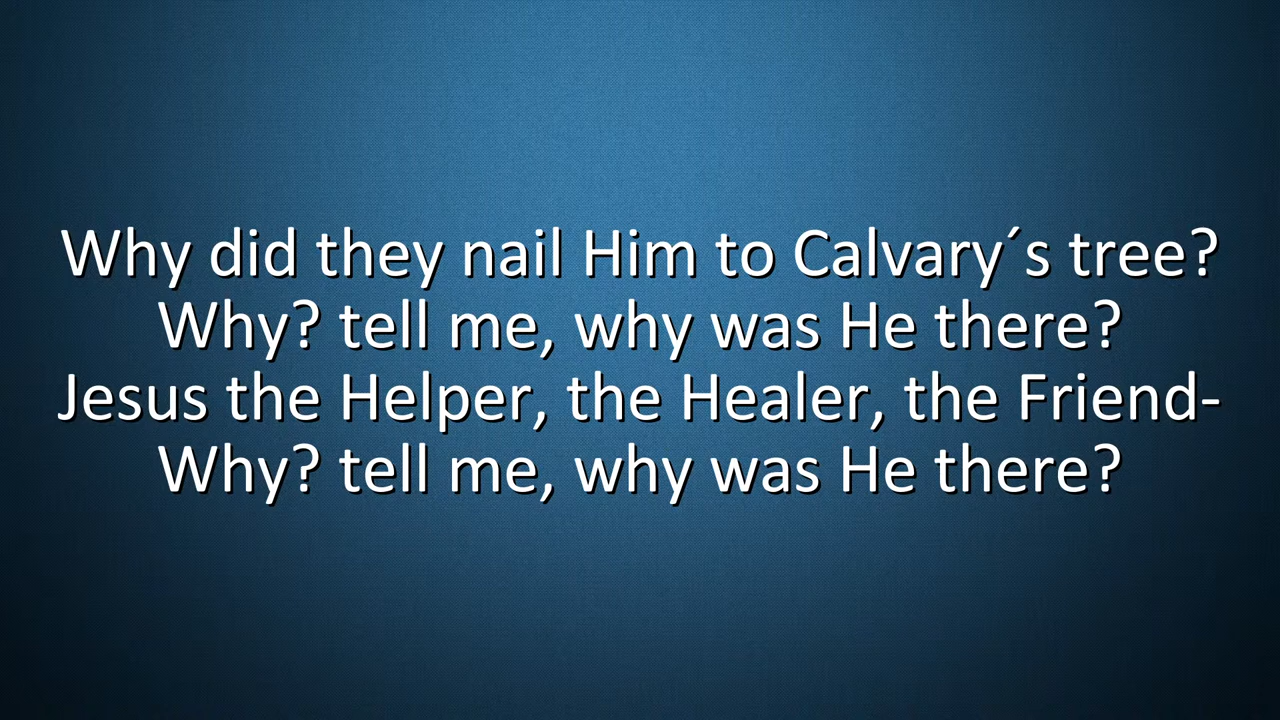 Why did they nail Him to Calvary´s tree?
Why? tell me, why was He there?
Jesus the Helper, the Healer, the Friend-
Why? tell me, why was He there?